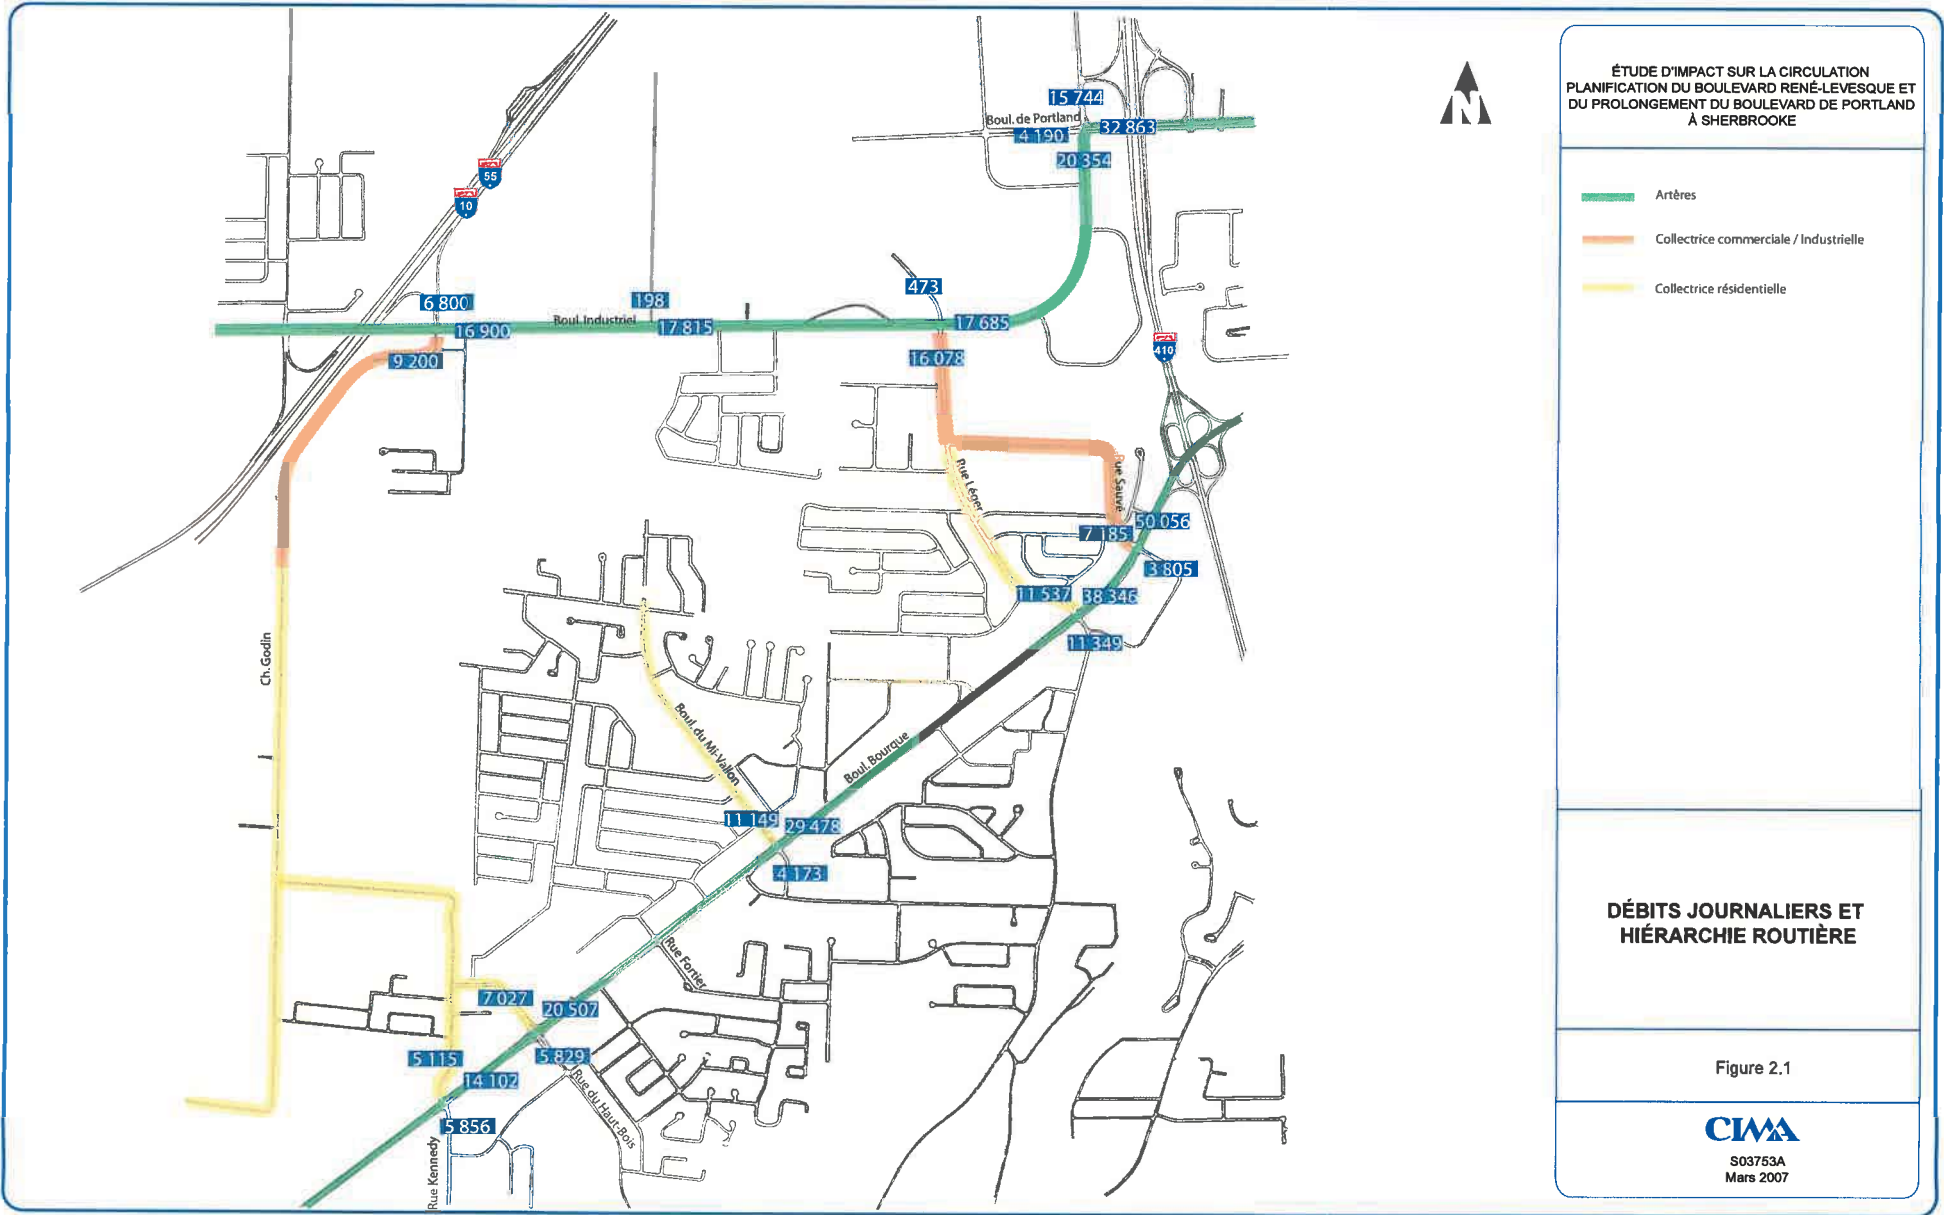 15 744
Boul. de Portland
4 190
32 863
20 354
55
10
6 800
198
473
16 900
Boul. Industriel
17 815
17 685
9 200
16 078
410
Rue Léger
Rue Sauvé
50 056
7 185
3 805
11 537
38 346
11 349
Ch. Godin
Boul. du Mi-Vallon
Boul. Bourque
11 149
29 478
4 173
Rue Fortier
7 027
20 507
5 115
5 829
14 102
Rue du Haut-Bois
5 856
Rue Kennedy
N
ÉTUDE D'IMPACT SUR LA CIRCULATION
PLANIFICATION DU BOULEVARD RENÉ-LEVESQUE ET
DU PROLONGEMENT DU BOULEVARD DE PORTLAND
À SHERBROOKE
Artères
Collectrice commerciale / Industrielle
Collectrice résidentielle
DÉBITS JOURNALIERS ET
HIÉRARCHIE ROUTIÈRE
Figure 2.1
CIMA
S03753A
Mars 2007